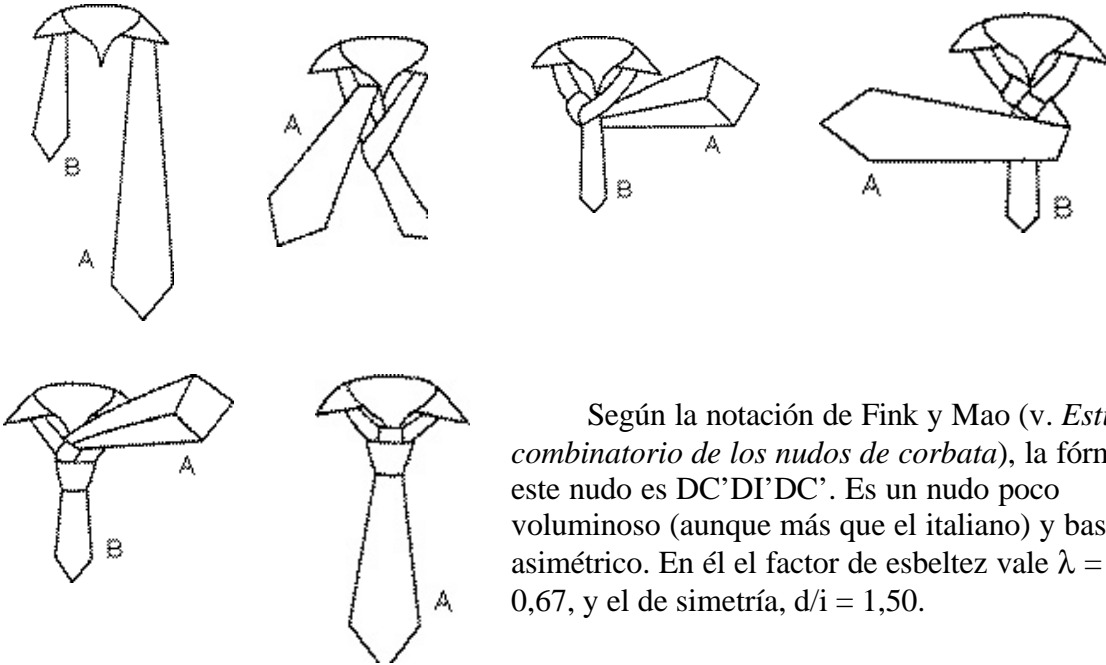 B
A
A
A
B
A
B
A
B
A
Según la notación de Fink y Mao (v.
combinatorio de los nudos de corbata), la
este nudo es DC’DI’DC’. Es un nudo poco
voluminoso (aunque más que el italiano) y
asimétrico. En él el factor de esbeltez vale λ =
0,67, y el de simetría, d/i = 1,50.